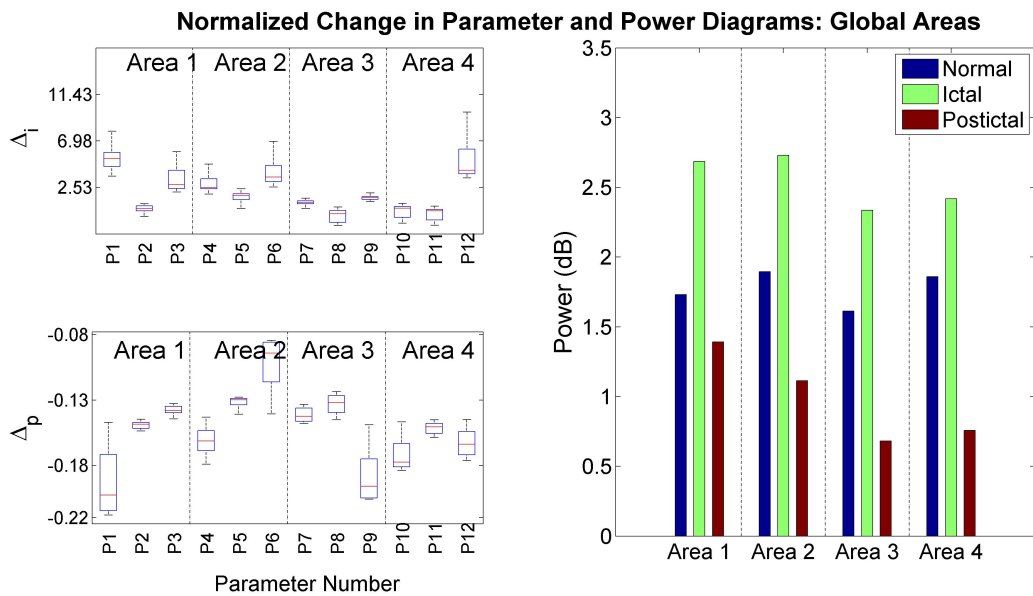 Normalized Change in Parameter and Power Diagrams: Global Areas
Δi
11.43
6.98
2.53
Area 1 Area 2 Area 3 Area 4
P1 P2 P3 P4 P5 P6 P7 P8 P9 P10 P11 P12
Δp
-0.08
-0.13
-0.18
-0.22
Area 1 Area 2 Area 3 Area 4
P1 P2 P3 P4 P5 P6 P7 P8 P9 P10 P11 P12
Parameter Number
Power (dB)
3.5
3
2.5
2
1.5
1
0.5
0
Normal
Ictal
Postictal
Area 1 Area 2 Area 3 Area 4